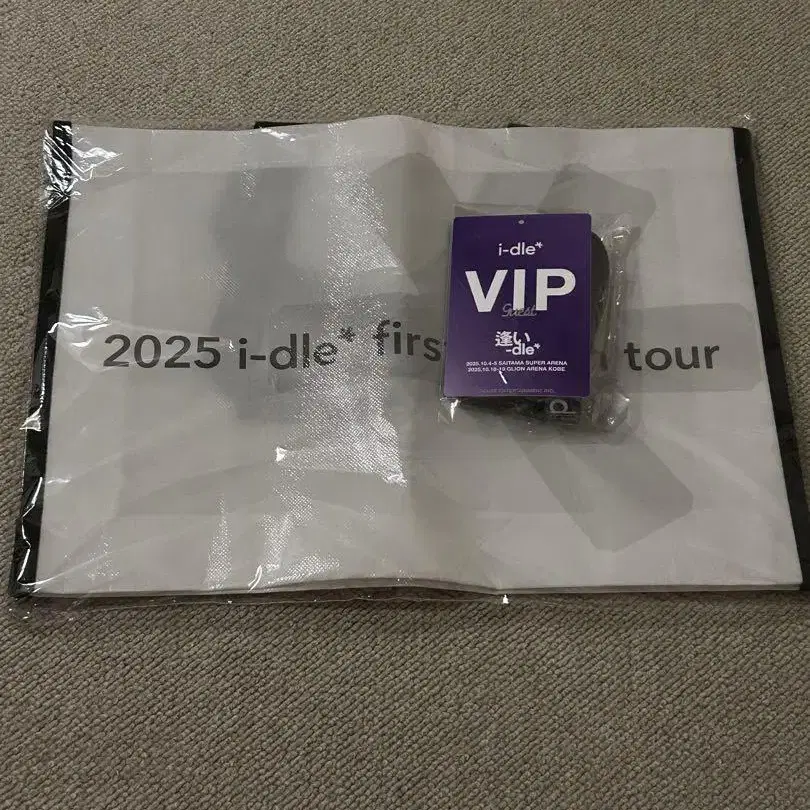 2025 i-dle* firs tour
i-dle*
VIP
Guest
逢い
-dle*
2025.10.4-5 SAITAMA SUPER ARENA
2025.10.18-19 GLION ARENA KOBE